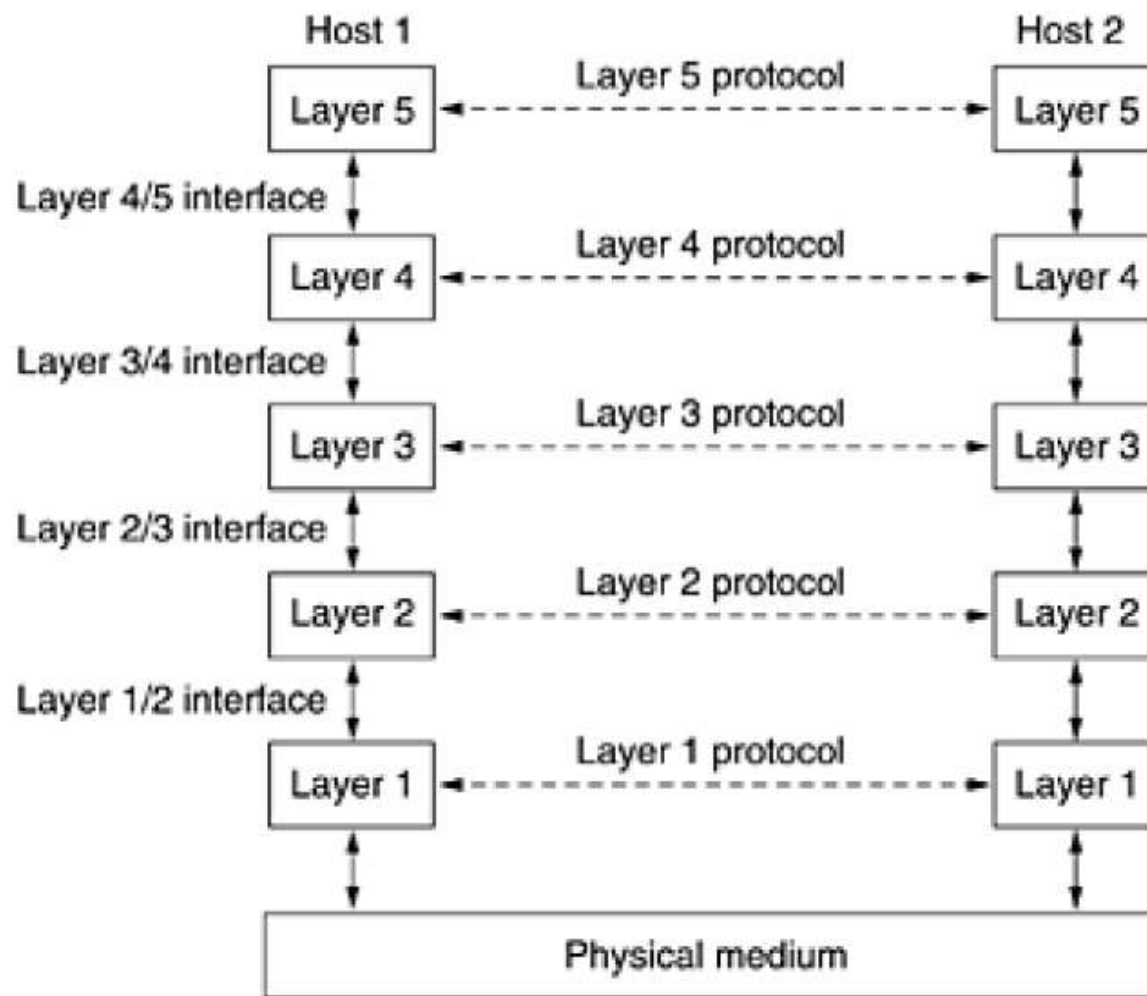 Host 1
Host 2
Layer 5 protocol
Layer 5
Layer 5
Layer 4/5 interface
Layer 4 protocol
Layer 4
Layer 4
Layer 3/4 interface
Layer 3 protocol
Layer 3
Layer 3
Layer 2/3 interface
Layer 2 protocol
Layer 2
Layer 2
Layer 1/2 interface
Layer 1 protocol
Layer 1
Layer 1
Physical medium